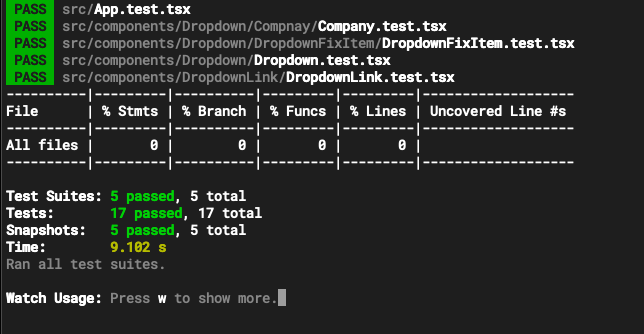 PASS src/App.test.tsx
PASS src/components/Dropdown/Compnay/Company.test.tsx
PASS src/components/Dropdown/DropdownFixItem/DropdownFixItem.test.tsx
PASS src/components/Dropdown/Dropdown.test.tsx
PASS src/components/DropdownLink/DropdownLink.test.tsx
----------|---------|----------|---------|---------|-------------------
File      | % Stmts | % Branch | % Funcs | % Lines | Uncovered Line #s
----------|---------|----------|---------|---------|-------------------
All files |       0 |        0 |       0 |       0 |
----------|---------|----------|---------|---------|-------------------
Test Suites: 5 passed, 5 total
Tests:       17 passed, 17 total
Snapshots:   5 passed, 5 total
Time:        9.102 s
Ran all test suites.
Watch Usage: Press w to show more.